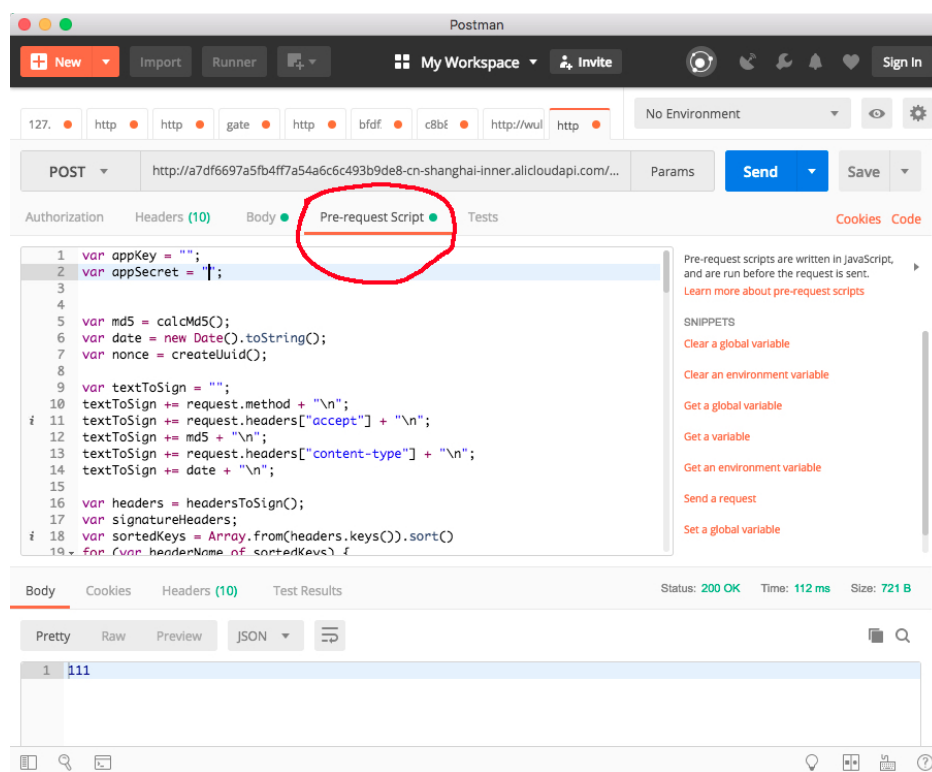 Postman
New Import Runner My Workspace Invite Sign In
127. http http gate http bfdf. c8bE http://wul http No Environment
POST http://a7df6697a5fb4ff7a54a6c6c493b9de8-cn-shanghai-inner.alicloudapi.com/... Params Send Save
Authorization Headers (10) Body Pre-request Script Tests Cookies Code
1 var appKey = "";
2 var appSecret = "";
3
4
5 var md5 = calcMd5();
6 var date = new Date().toString();
7 var nonce = createUuid();
8
9 var textToSign = "";
10 textToSign += request.method + "\n";
i 11 textToSign += request.headers["accept"] + "\n";
12 textToSign += md5 + "\n";
13 textToSign += request.headers["content-type"] + "\n";
14 textToSign += date + "\n";
15
16 var headers = headersToSign();
17 var signatureHeaders;
i 18 var sortedKeys = Array.from(headers.keys()).sort()
19 for (var headerName of sortedKeys) {
Pre-request scripts are written in JavaScript,
and are run before the request is sent.
Learn more about pre-request scripts
SNIPPETS
Clear a global variable
Clear an environment variable
Get a global variable
Get a variable
Get an environment variable
Send a request
Set a global variable
Body Cookies Headers (10) Test Results Status: 200 OK Time: 112 ms Size: 721 B
Pretty Raw Preview JSON
1 111